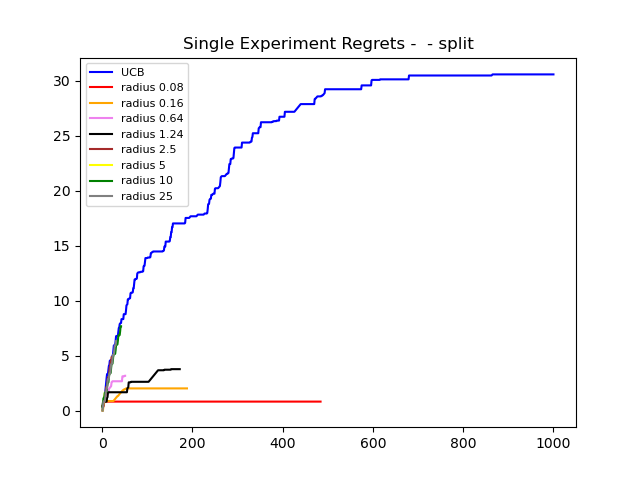 Single Experiment Regrets -  - split
UCB
radius 0.08
radius 0.16
radius 0.64
radius 1.24
radius 2.5
radius 5
radius 10
radius 25
30
25
20
15
10
5
0
0 200 400 600 800 1000